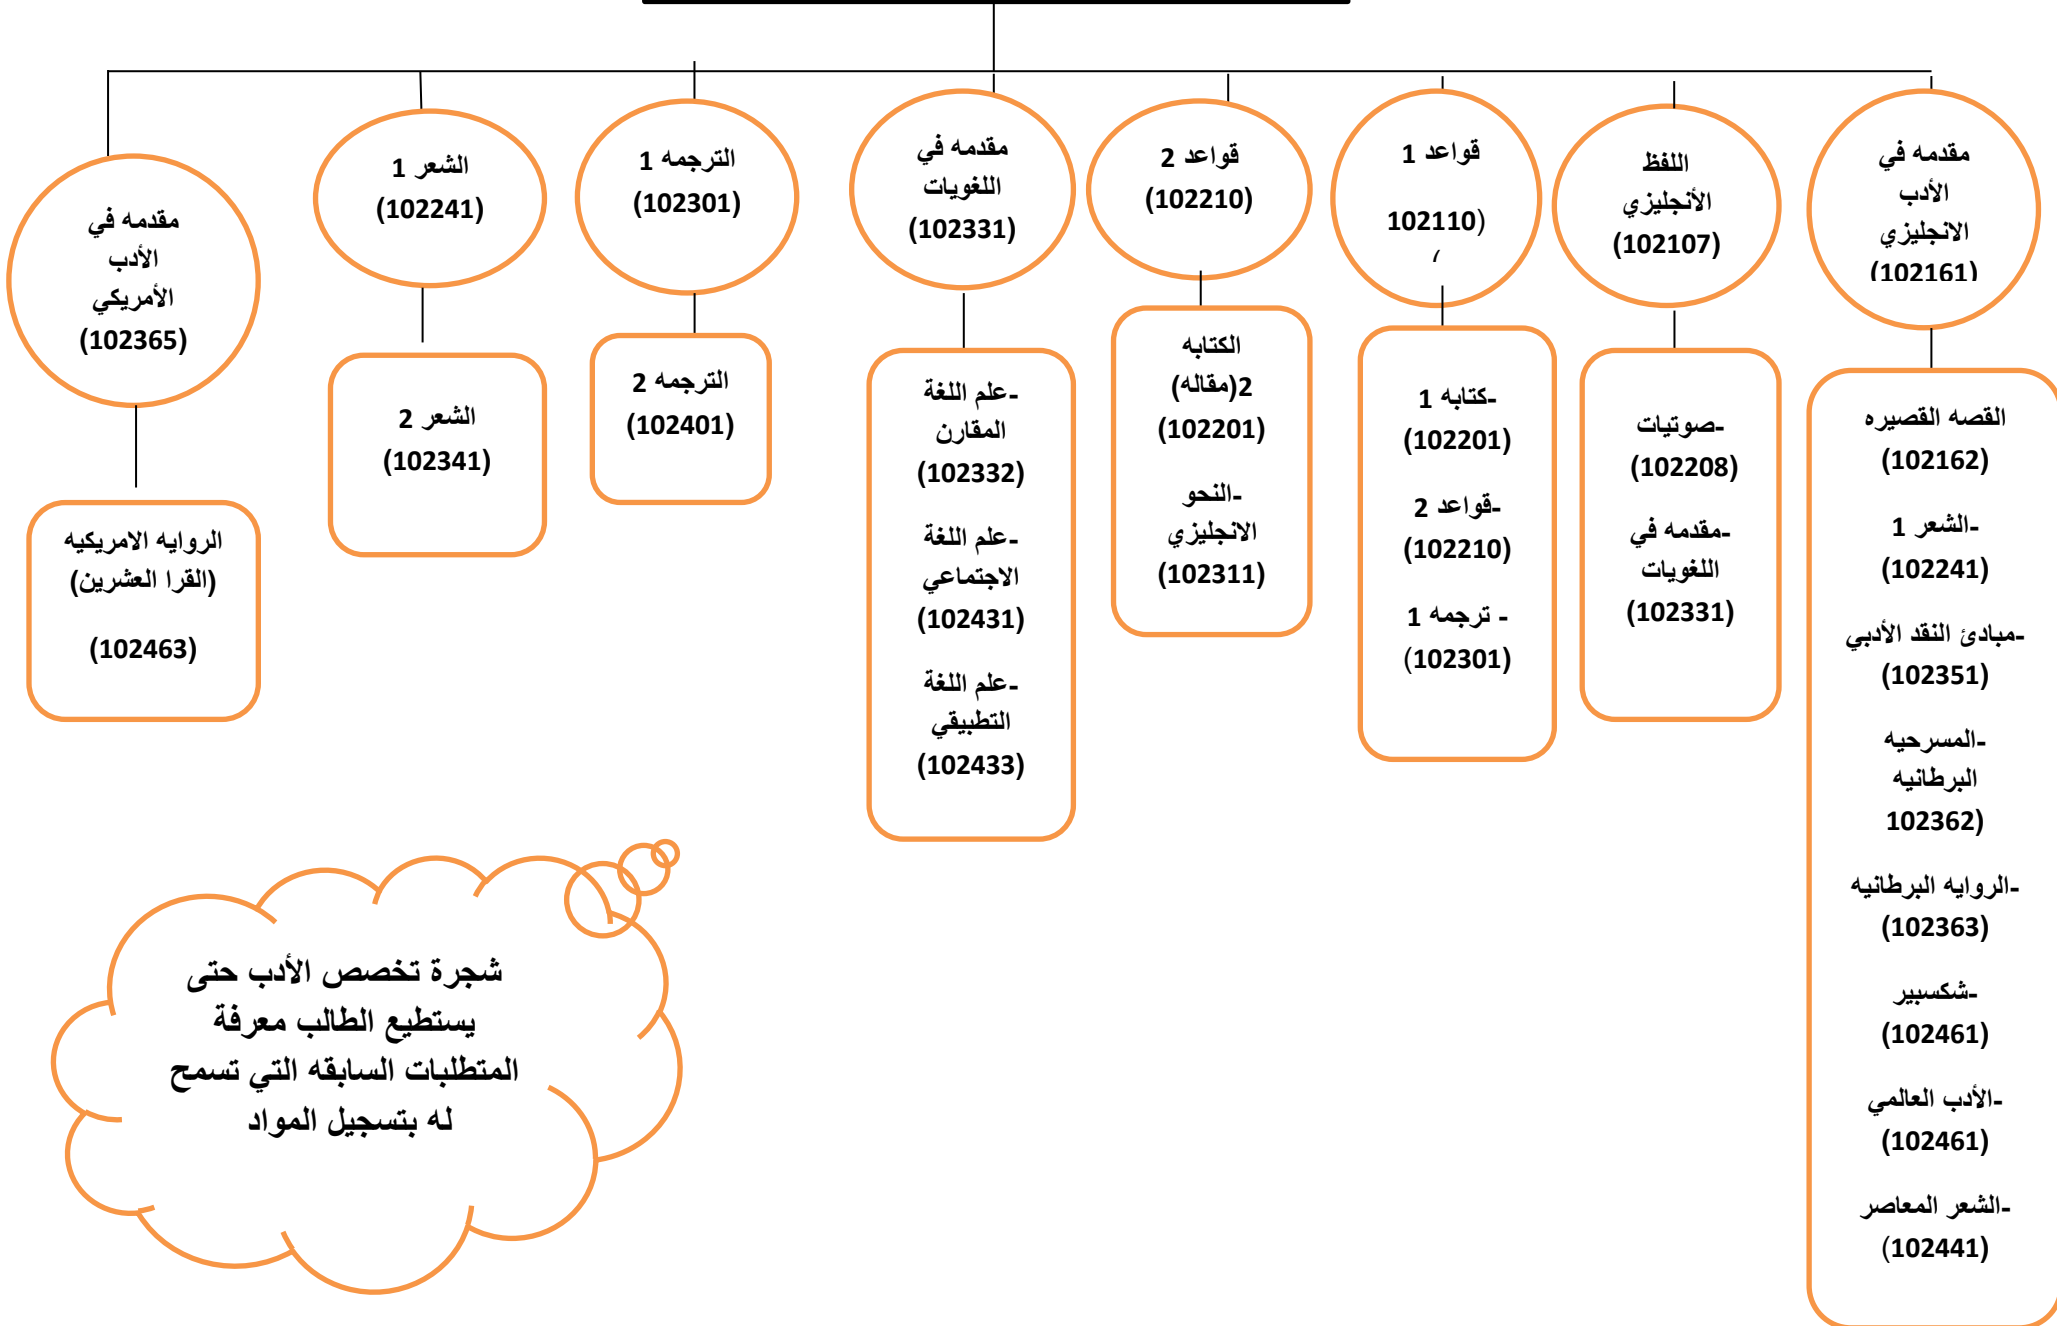 مقدمه في
الأدب
الانجليزي
(102161)
القصه القصيره
(102162)
-الشعر 1
(102241)
-مبادئ النقد الأدبي
(102351)
-المسرحيه
البرطانيه
102362)
-الروايه البرطانيه
(102363)
-شكسبير
(102461)
-الأدب العالمي
(102461)
-الشعر المعاصر
(102441)
اللفظ
الأنجليزي
(102107)
-صوتيات
(102208)
-مقدمه في
اللغويات
(102331)
قواعد 1
102110)
-كتابه 1
(102201)
-قواعد 2
(102210)
- ترجمه 1
(102301)
قواعد 2
(102210)
الكتابه
2(مقاله)
(102201)
-النحو
الانجليزي
(102311)
مقدمه في
اللغويات
(102331)
-علم اللغة
المقارن
(102332)
-علم اللغة
الاجتماعي
(102431)
-علم اللغة
التطبيقي
(102433)
الترجمه 1
(102301)
الترجمه 2
(102401)
الشعر 1
(102241)
الشعر 2
(102341)
مقدمه في
الأدب
الأمريكي
(102365)
الروايه الامريكيه
(القرا العشرين)
(102463)
شجرة تخصص الأدب حتى
يستطيع الطالب معرفة
المتطلبات السابقه التي تسمح
له بتسجيل المواد